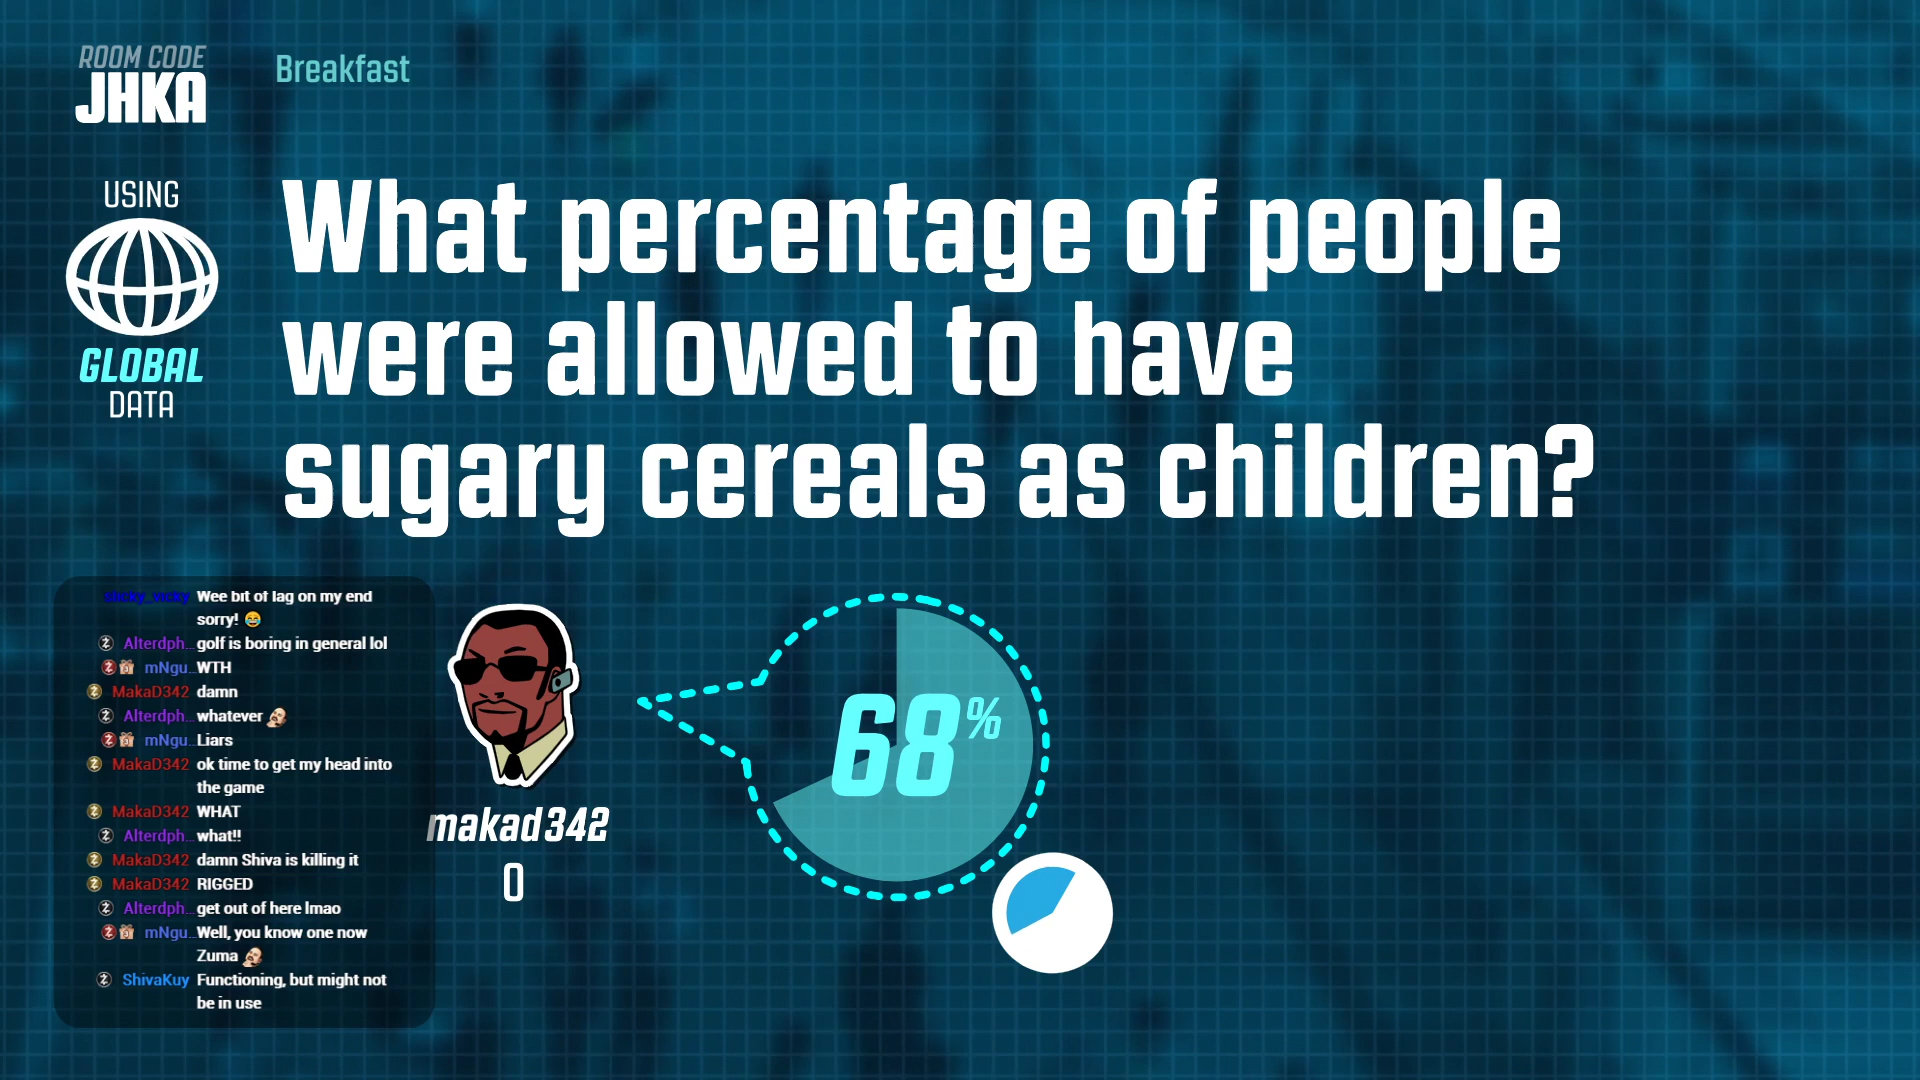 ROOM CODE
JHKA
Breakfast
USING
GLOBAL
DATA
What percentage of people
were allowed to have
sugary cereals as children?
Wee bit of lag on my end
sorry! 😂
Alterdph... golf is boring in general lol
mNgu... WTH
MakaD342 damn
Alterdph... whatever
mNgu... Liars
MakaD342 ok time to get my head into
the game
MakaD342 WHAT
Alterdph... what!!
MakaD342 damn Shiva is killing it
MakaD342 RIGGED
Alterdph... get out of here lmao
mNgu... Well, you know one now
Zuma
ShivaKuy Functioning, but might not
be in use
makad342
0
68%